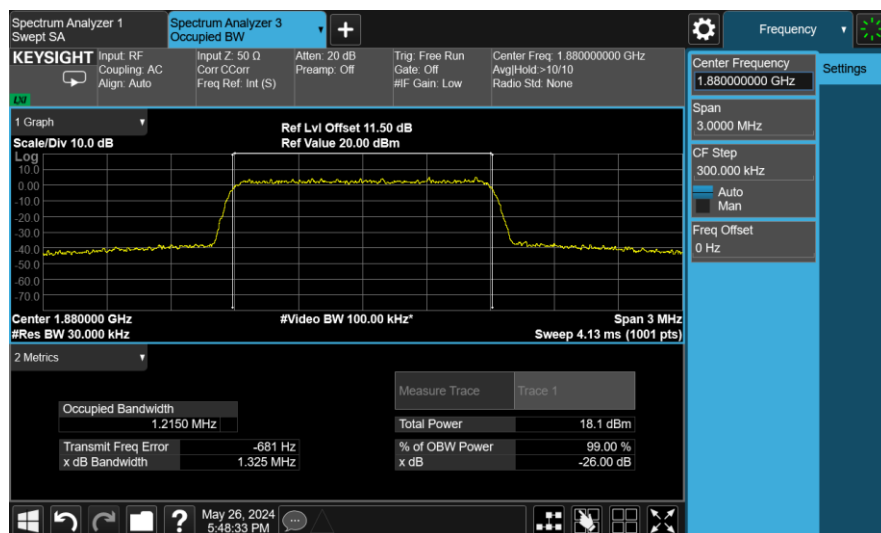 Spectrum Analyzer 1
Swept SA
Spectrum Analyzer 3
Occupied BW
Frequency
KEYSIGHT
LXI
Input: RF
Coupling: AC
Align: Auto
Input Z: 50 Ω
Corr CCorr
Freq Ref: Int (S)
Atten: 20 dB
Preamp: Off
Trig: Free Run
Gate: Off
#IF Gain: Low
Center Freq: 1.880000000 GHz
Avg|Hold:>10/10
Radio Std: None
Center Frequency
1.880000000 GHz
Settings
Span
3.0000 MHz
CF Step
300.000 kHz
Auto
Man
Freq Offset
0 Hz
1 Graph
Scale/Div 10.0 dB
Ref Lvl Offset 11.50 dB
Ref Value 20.00 dBm
Log
10.0
0.00
-10.0
-20.0
-30.0
-40.0
-50.0
-60.0
-70.0
Center 1.880000 GHz
#Video BW 100.00 kHz*
Span 3 MHz
#Res BW 30.000 kHz
Sweep 4.13 ms (1001 pts)
2 Metrics
Measure Trace
Trace 1
Occupied Bandwidth
1.2150 MHz
Total Power
18.1 dBm
Transmit Freq Error
-681 Hz
% of OBW Power
99.00 %
x dB Bandwidth
1.325 MHz
x dB
-26.00 dB
May 26, 2024
5:48:33 PM